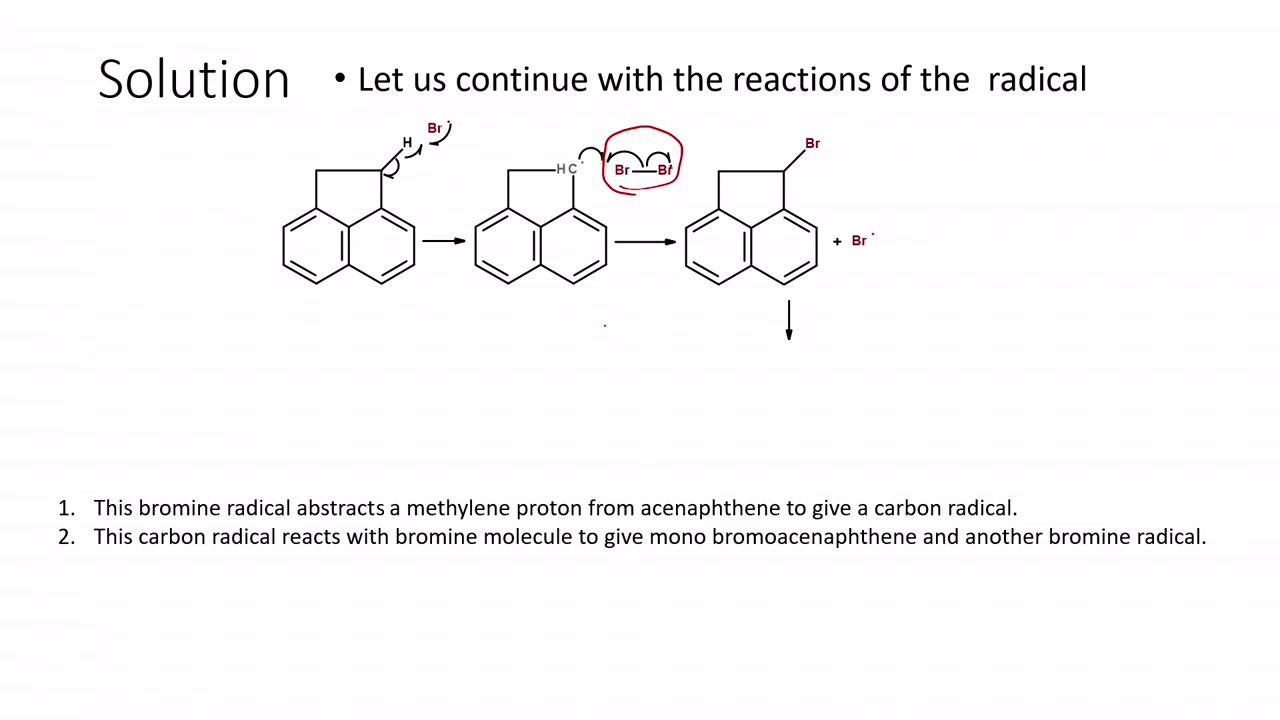 Solution • Let us continue with the reactions of the radical
H Br· HC· Br—Br Br
+ Br·
1. This bromine radical abstracts a methylene proton from acenaphthene to give a carbon radical.
2. This carbon radical reacts with bromine molecule to give mono bromoacenaphthene and another bromine radical.